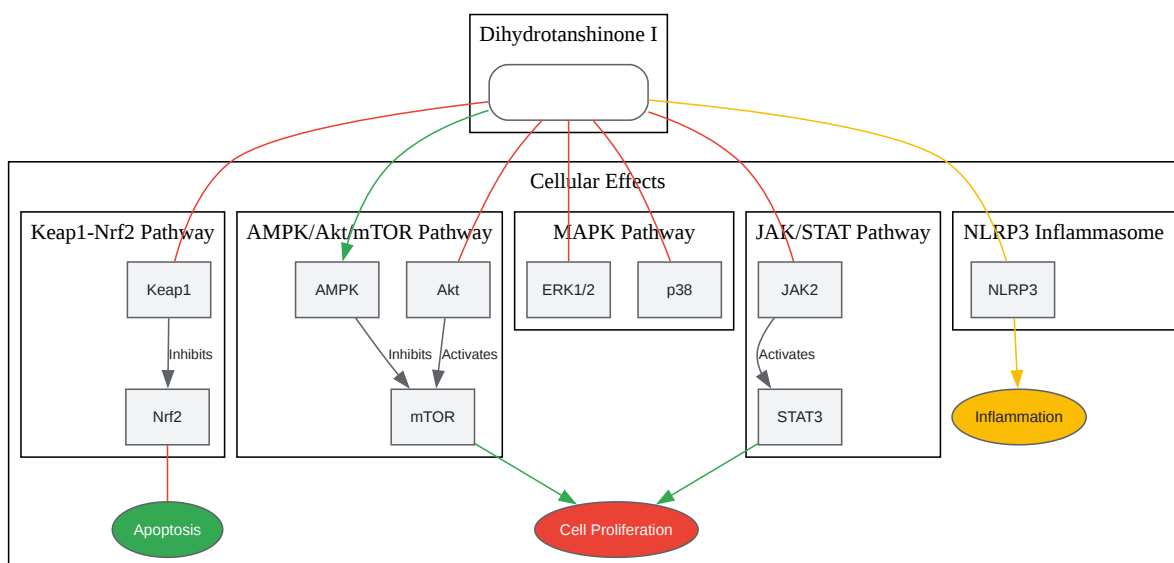 Dihydrotanshinone I
Cellular Effects
Keap1-Nrf2 Pathway
AMPK/Akt/mTOR Pathway
MAPK Pathway
JAK/STAT Pathway
NLRP3 Inflammasome
Keap1
AMPK
Akt
ERK1/2
p38
JAK2
NLRP3
Inhibits
Inhibits
Activates
Activates
Nrf2
mTOR
STAT3
Inflammation
Apoptosis
Cell Proliferation